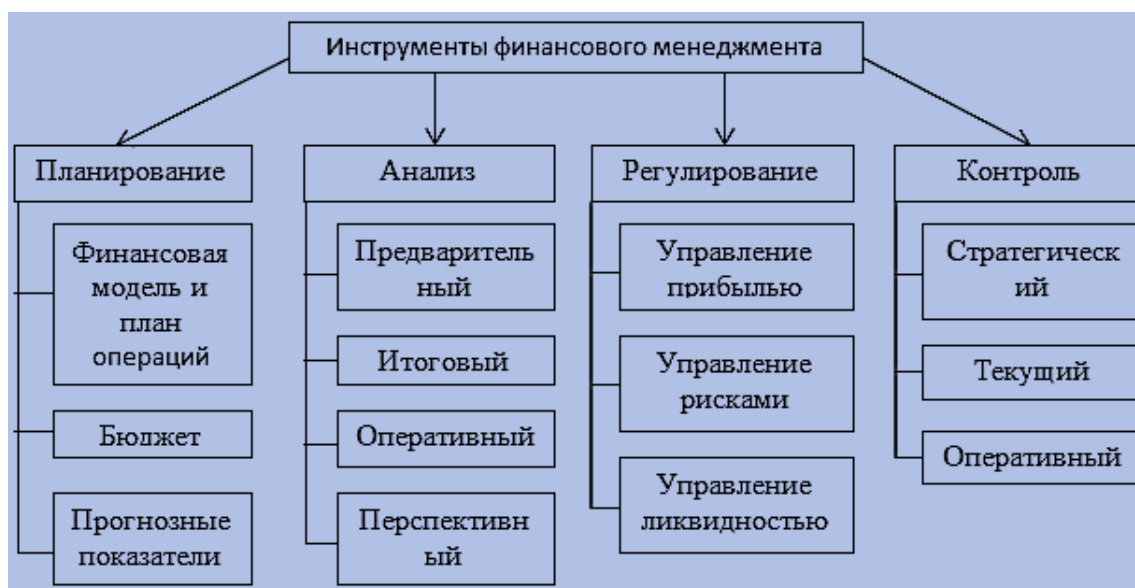 Инструменты финансового менеджмента
Планирование
Финансовая
модель и
план
операций
Бюджет
Прогнозные
показатели
Анализ
Предваритель
ный
Итоговый
Оперативный
Перспективн
ый
Регулирование
Управление
прибылью
Управление
рисками
Управление
ликвидностью
Контроль
Стратегическ
ий
Текущий
Оперативный